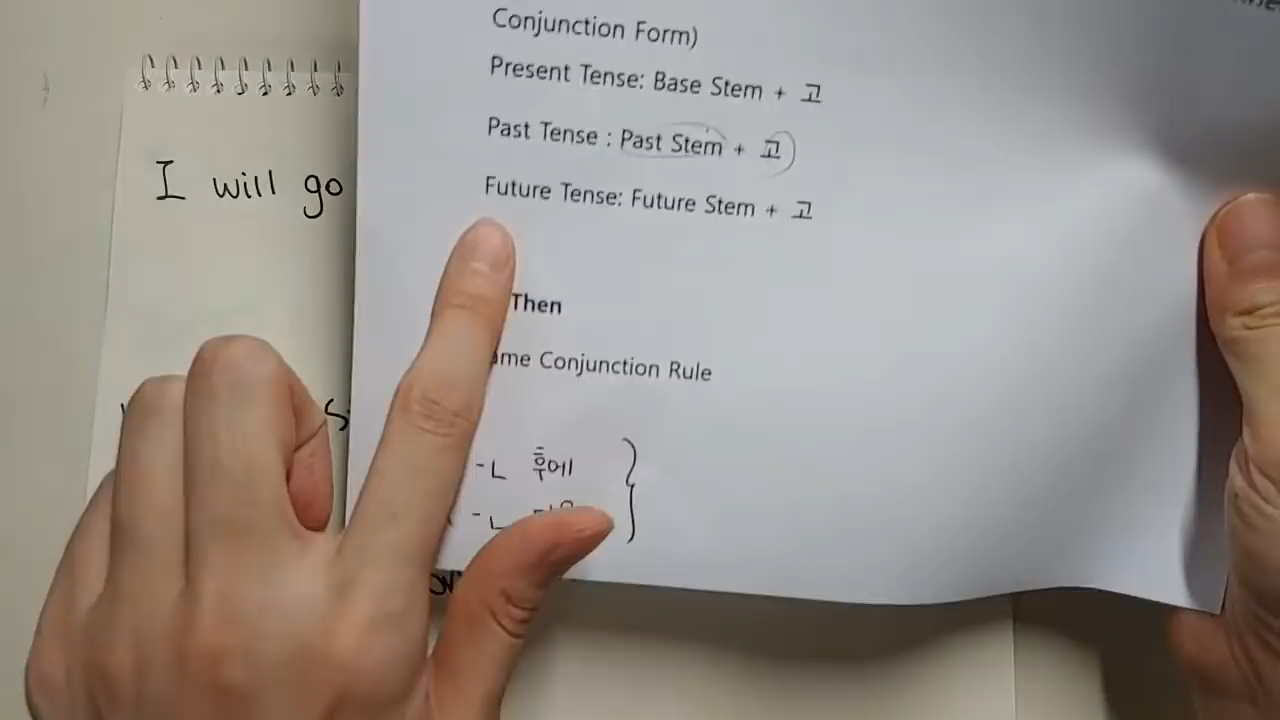 Conjunction Form)
Present Tense: Base Stem + 고
Past Tense : Past Stem + 고
Future Tense: Future Stem + 고
I will go
Then
Conjunction Rule
-ㄴ 후에
-ㄴ